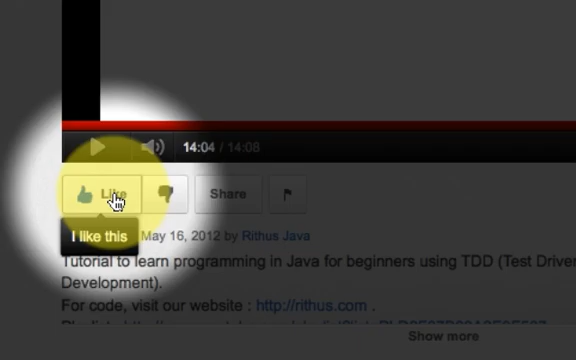 14:04 / 14:08
Like
Share
I like this
May 16, 2012 by Rithus Java
Tutorial to learn programming in Java for beginners using TDD (Test Driven
Development).
For code, visit our website : http://rithus.com .
Show more